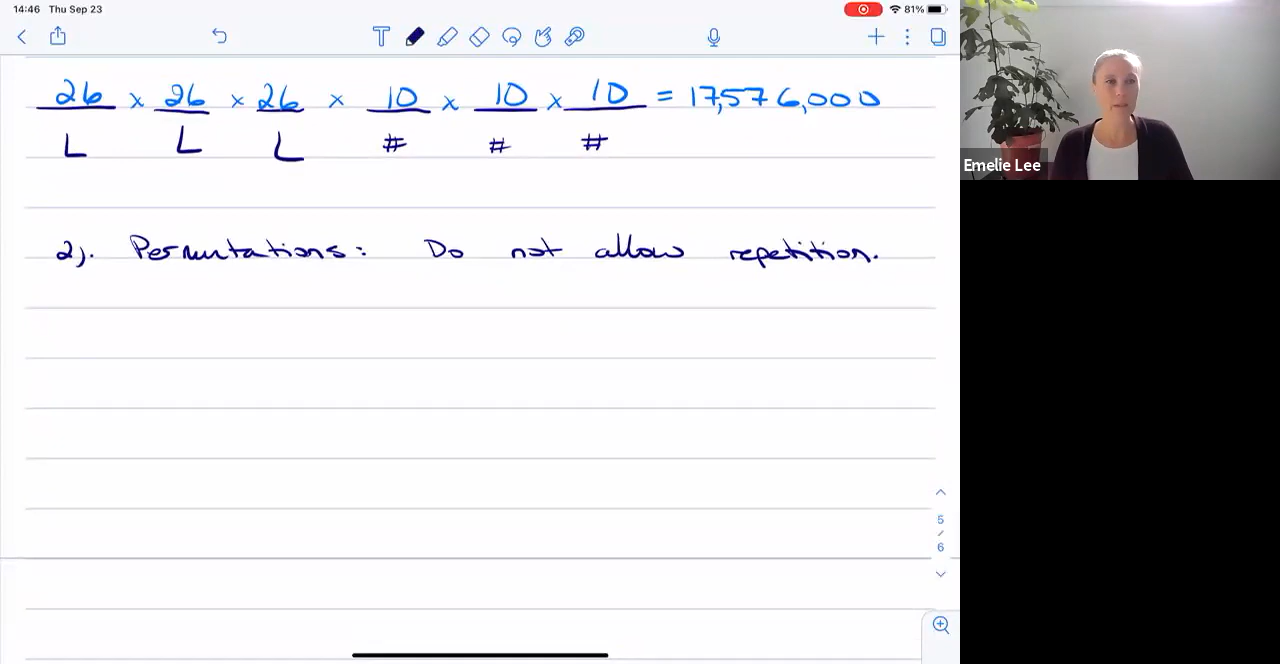 14:46 Thu Sep 23 81%
26 x 26 x 26 x 10 x 10 x 10 = 17,576,000
L L L # # #
Emelie Lee
2). Permutations: Do not allow repetition.
5
/
6